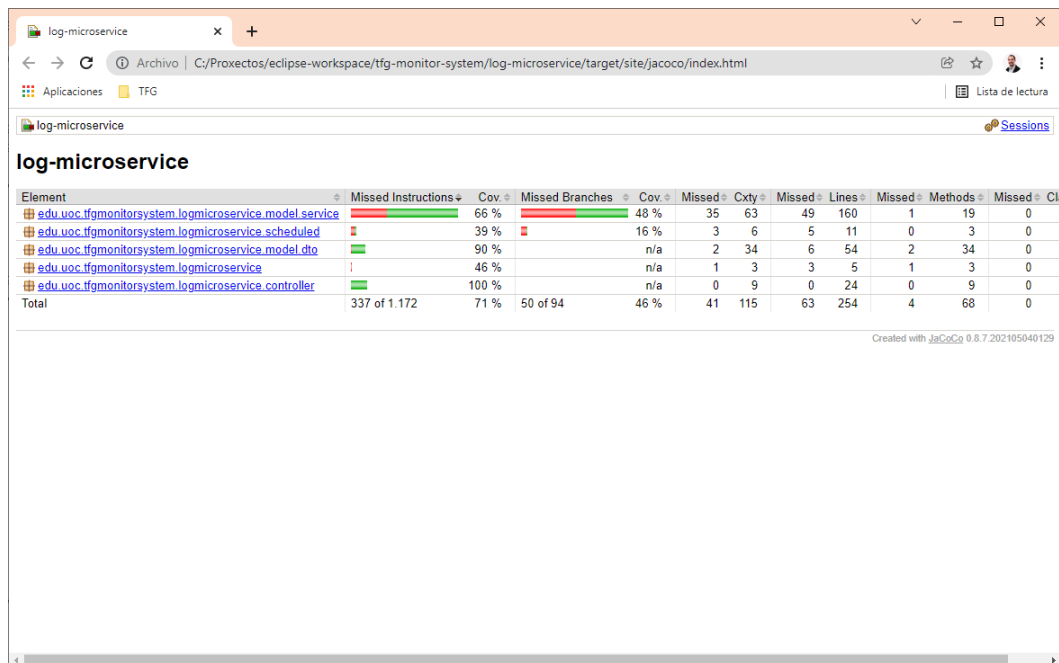 log-microservice
Archivo | C:/Proxectos/eclipse-workspace/tfg-monitor-system/log-microservice/target/site/jacoco/index.html
Aplicaciones TFG Lista de lectura
log-microservice Sessions
log-microservice
Element Missed Instructions Cov. Missed Branches Cov. Missed Cxty Missed Lines Missed Methods Missed Cl
edu.uoc.tfgmonitorsystem.logmicroservice.model.service 66 % 48 % 35 63 49 160 1 19 0
edu.uoc.tfgmonitorsystem.logmicroservice.scheduled 39 % 16 % 3 6 5 11 0 3 0
edu.uoc.tfgmonitorsystem.logmicroservice.model.dto 90 % n/a 2 34 6 54 2 34 0
edu.uoc.tfgmonitorsystem.logmicroservice 46 % n/a 1 3 3 5 1 3 0
edu.uoc.tfgmonitorsystem.logmicroservice.controller 100 % n/a 0 9 0 24 0 9 0
Total 337 of 1.172 71 % 50 of 94 46 % 41 115 63 254 4 68 0
Created with JaCoCo 0.8.7.202105040129